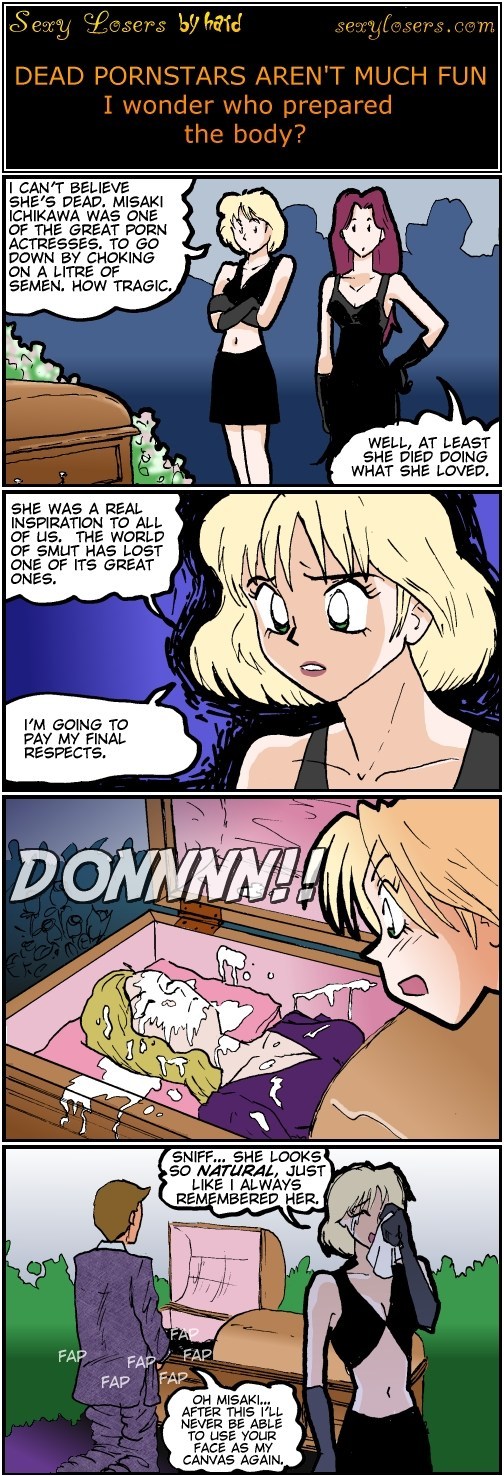 Sexy Losers by hard
sexylosers.com
DEAD PORNSTARS AREN'T MUCH FUN
I wonder who prepared
the body?
I CAN'T BELIEVE
SHE'S DEAD. MISAKI
ICHIKAWA WAS ONE
OF THE GREAT PORN
ACTRESSES. TO GO
DOWN BY CHOKING
ON A LITRE OF
SEMEN. HOW TRAGIC.
WELL, AT LEAST
SHE DIED DOING
WHAT SHE LOVED.
SHE WAS A REAL
INSPIRATION TO ALL
OF US. THE WORLD
OF SMUT HAS LOST
ONE OF ITS GREAT
ONES.
I'M GOING TO
PAY MY FINAL
RESPECTS.
DONNNN!!
SNIFF... SHE LOOKS
SO NATURAL, JUST
LIKE I ALWAYS
REMEMBERED HER.
FAP
FAP
FAP
FAP
FAP
FAP
OH MISAKI...
AFTER THIS I'LL
NEVER BE ABLE
TO USE YOUR
FACE AS MY
CANVAS AGAIN.